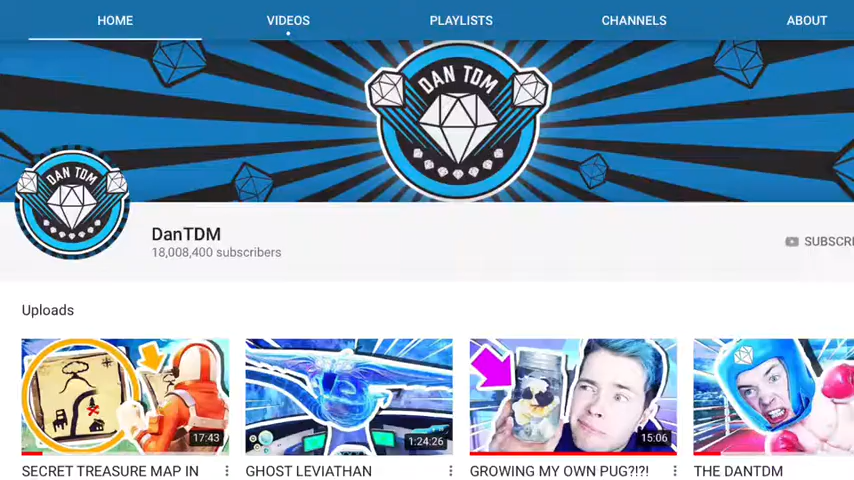 HOME VIDEOS PLAYLISTS CHANNELS ABOUT
DAN TDM
DAN TDM
DanTDM
18,008,400 subscribers
SUBSCRI
Uploads
17:43 1:24:26 15:06
SECRET TREASURE MAP IN GHOST LEVIATHAN GROWING MY OWN PUG?!?! THE DANTDM